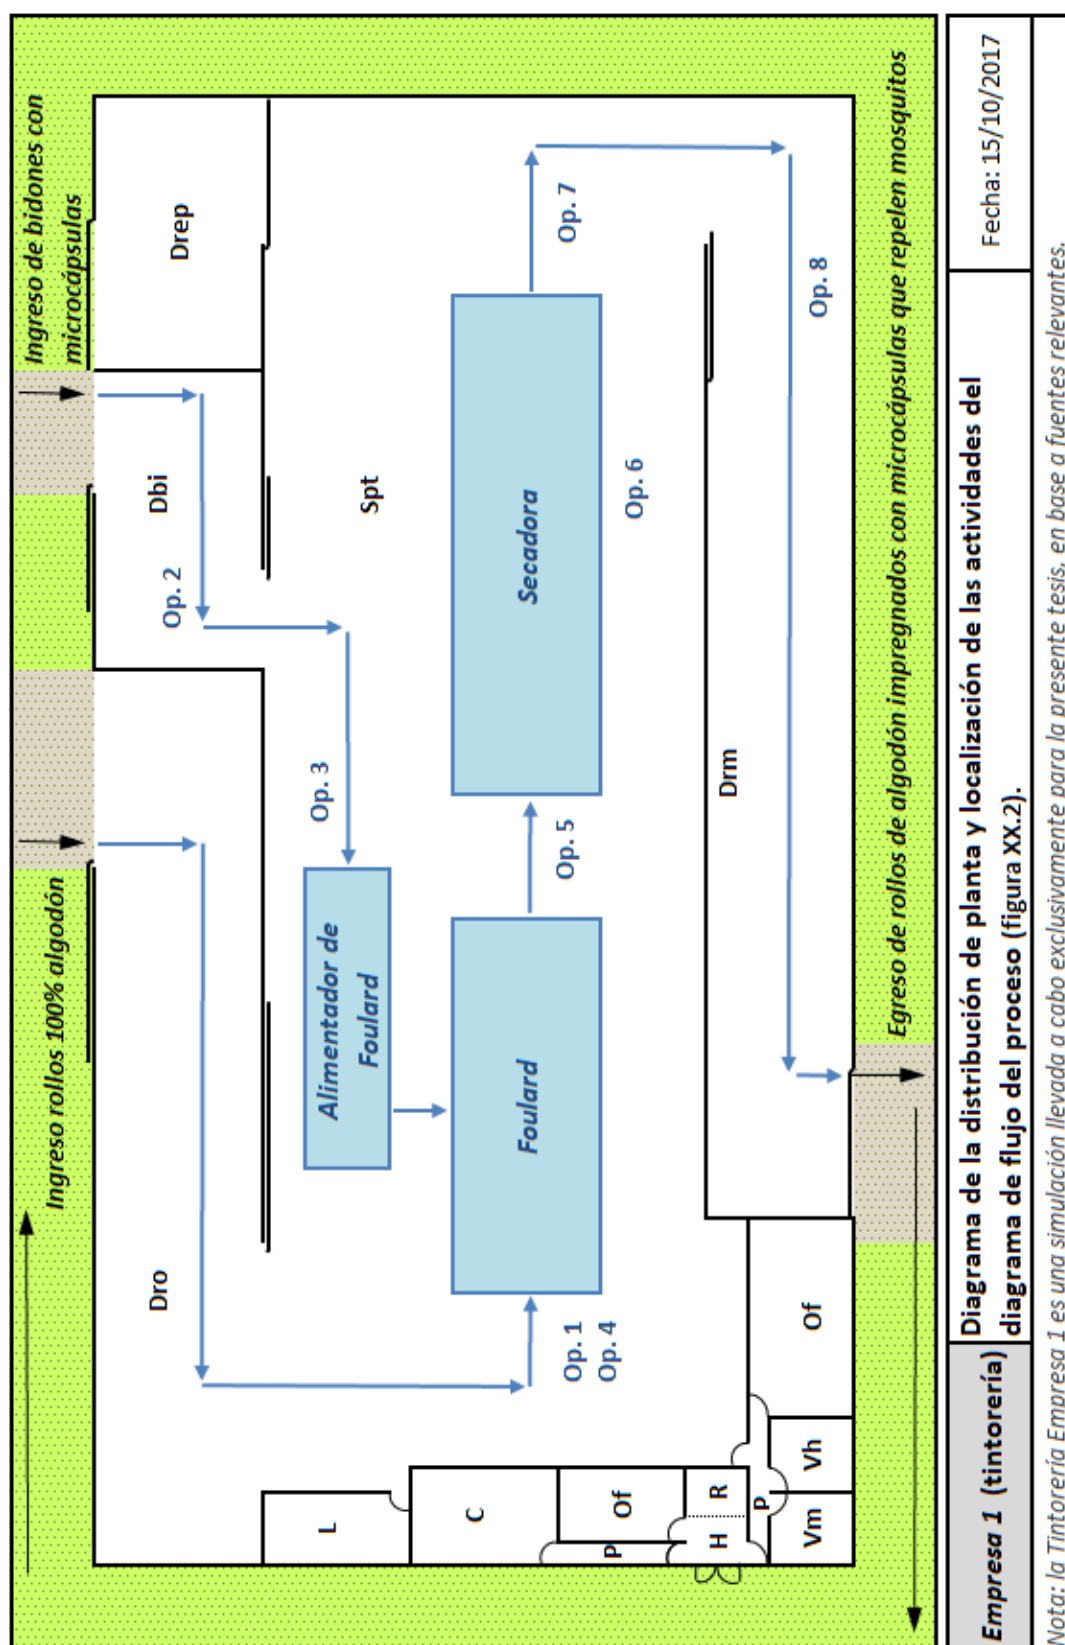 Ingreso rollos 100% algodón
Ingreso de bidones con
microcápsulas
Dro
Dbi
Drep
Op. 2
Op. 3
Spt
L
Alimentador de
Foulard
C
Foulard
Op. 5
Secadora
Op. 7
Op. 1
Op. 4
Op. 6
P
Of
H
R
P
Drm
Op. 8
Vm
Vh
Of
Egreso de rollos de algodón impregnados con microcápsulas que repelen mosquitos
Empresa 1 (tintorería)
Diagrama de la distribución de planta y localización de las actividades del
diagrama de flujo del proceso (figura XX.2).
Fecha: 15/10/2017
Nota: la Tintorería Empresa 1 es una simulación llevada a cabo exclusivamente para la presente tesis, en base a fuentes relevantes.